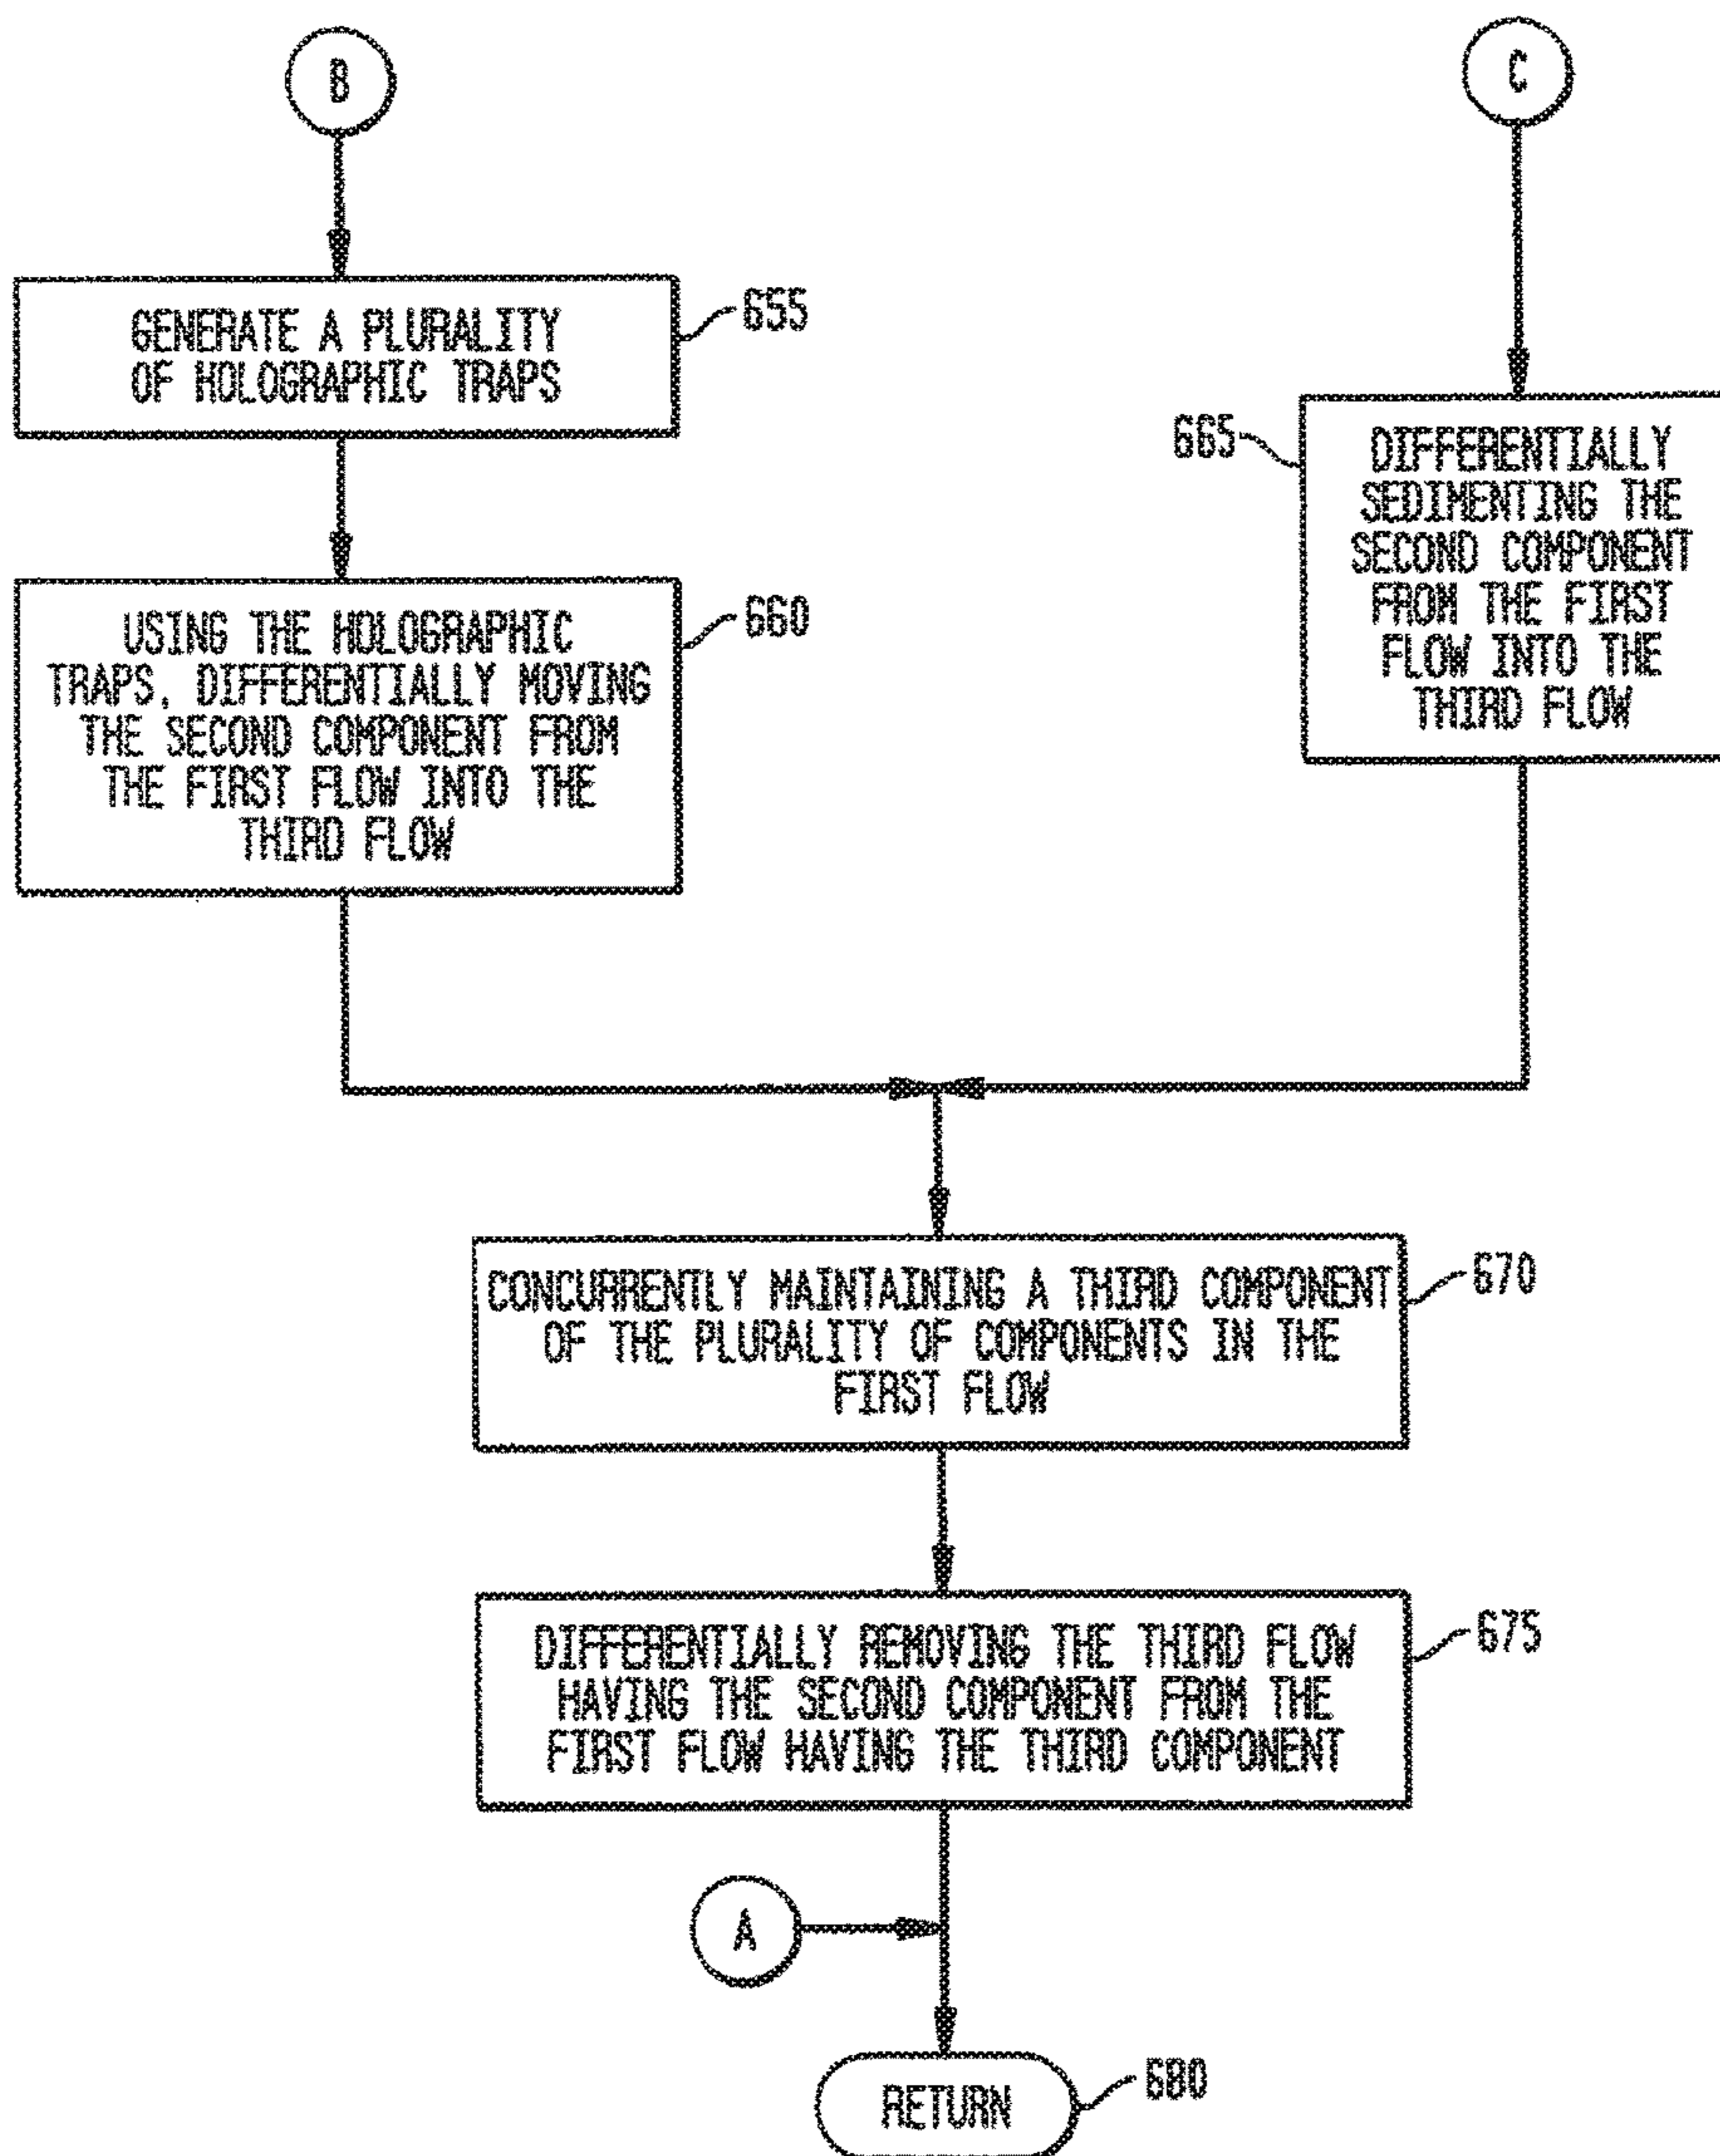 B
C
GENERATE A PLURALITY
OF HOLOGRAPHIC TRAPS
655
USING THE HOLOGRAPHIC
TRAPS, DIFFERENTIALLY MOVING
THE SECOND COMPONENT FROM
THE FIRST FLOW INTO THE
THIRD FLOW
660
665
DIFFERENTIALLY
SEDIMENTING THE
SECOND COMPONENT
FROM THE FIRST
FLOW INTO THE
THIRD FLOW
CONCURRENTLY MAINTAINING A THIRD COMPONENT
OF THE PLURALITY OF COMPONENTS IN THE
FIRST FLOW
670
DIFFERENTIALLY REMOVING THE THIRD FLOW
HAVING THE SECOND COMPONENT FROM THE
FIRST FLOW HAVING THE THIRD COMPONENT
675
A
RETURN
680